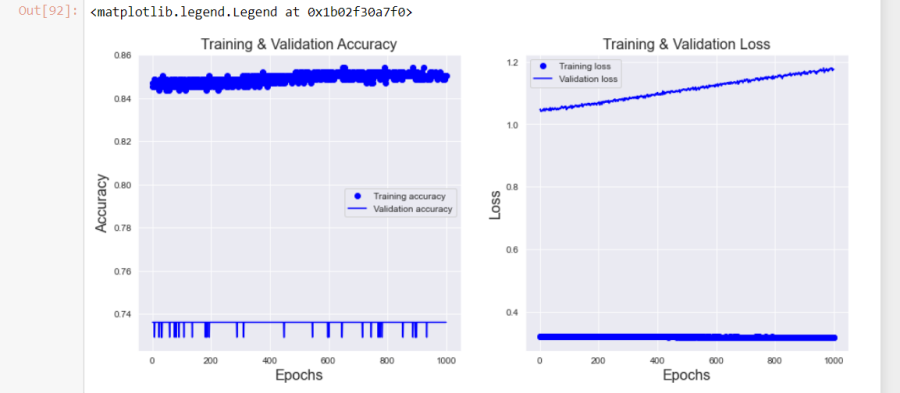 Out[92]: <matplotlib.legend.Legend at 0x1b02f30a7f0>
Training & Validation Accuracy
0.86
0.84
0.82
0.80
0.78
0.76
0.74
Accuracy
Training accuracy
Validation accuracy
0 200 400 600 800 1000
Epochs
Training & Validation Loss
1.2
1.0
0.8
0.6
0.4
Loss
Training loss
Validation loss
0 200 400 600 800 1000
Epochs